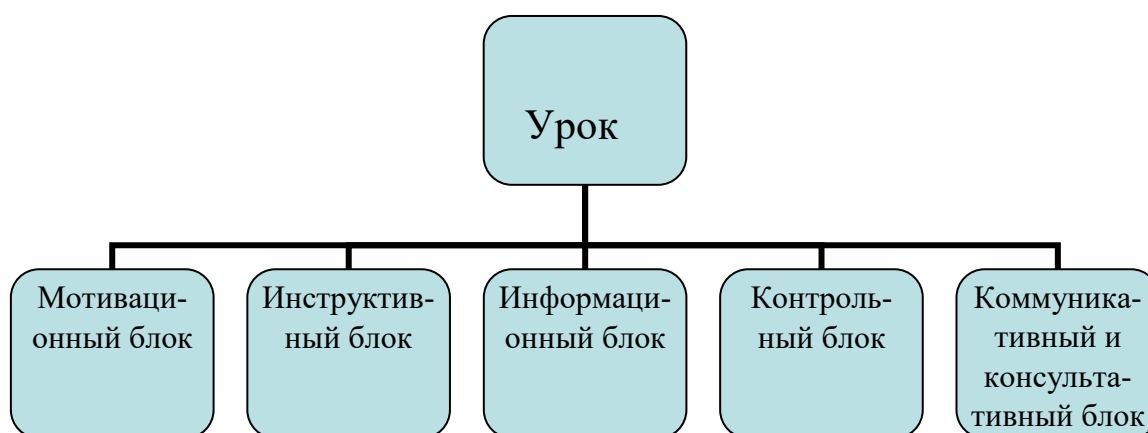 Урок
Мотиваци-
онный блок
Инструктив-
ный блок
Информаци-
онный блок
Контроль-
ный блок
Коммуника-
тивный и
консульта-
тивный блок